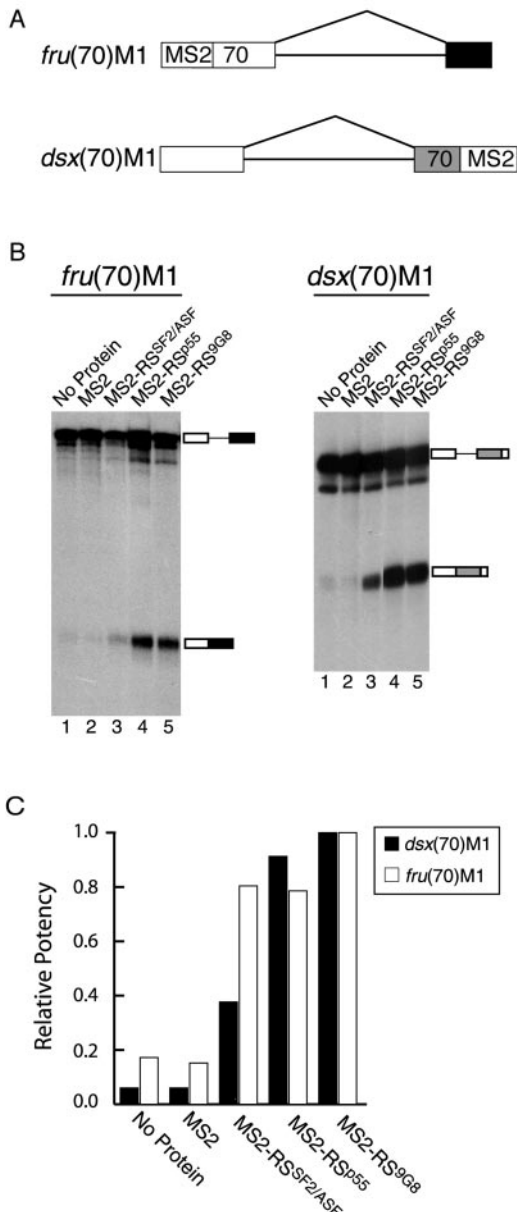 A
fru(70)M1
MS2 70
dsx(70)M1
70 MS2
B
fru(70)M1
No Protein
MS2
MS2-RSSF2/ASF
MS2-RSp55
MS2-RS9G8
1 2 3 4 5
dsx(70)M1
No Protein
MS2
MS2-RSSF2/ASF
MS2-RSp55
MS2-RS9G8
1 2 3 4 5
C
Relative Potency
1.0
0.8
0.6
0.4
0.2
0.0
dsx(70)M1
fru(70)M1
No Protein
MS2
MS2-RSSF2/ASF
MS2-RSp55
MS2-RS9G8